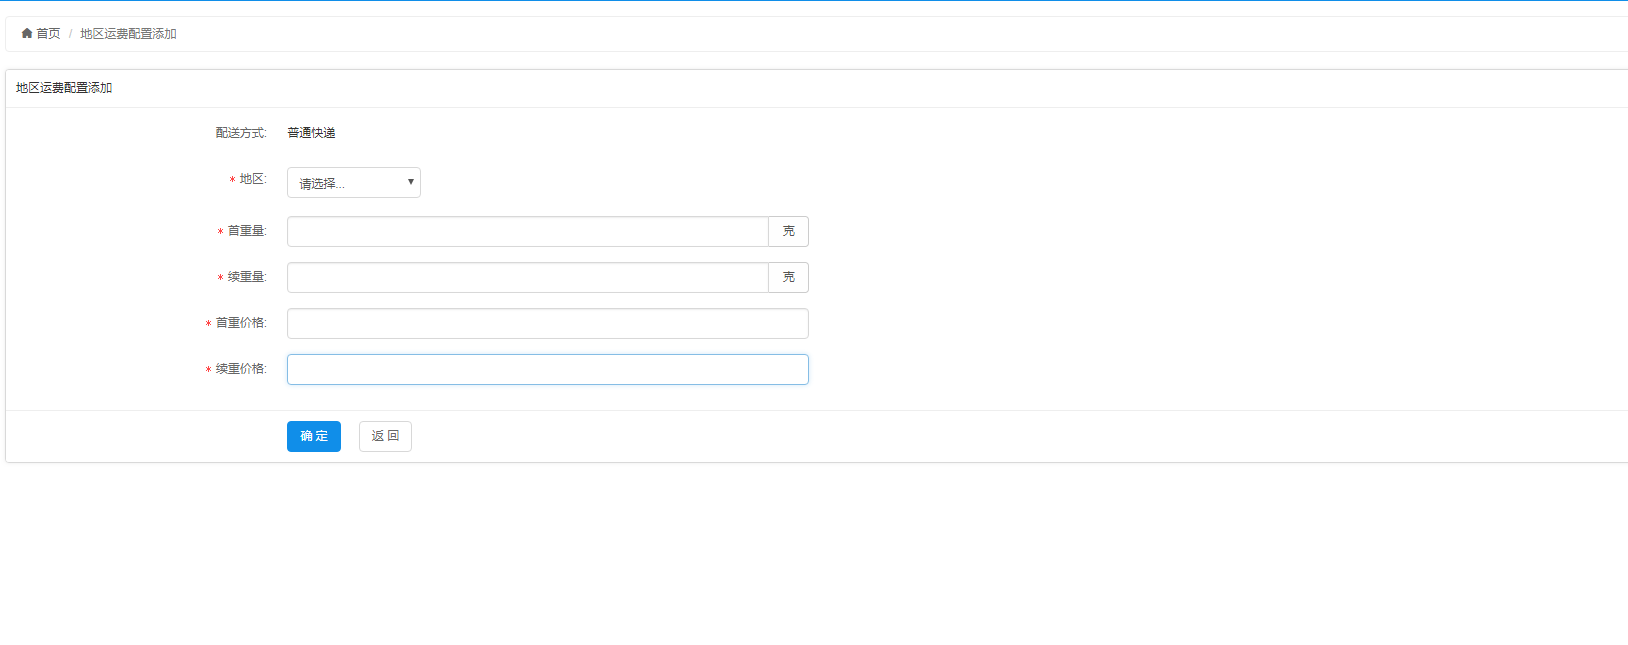 首页 / 地区运费配置添加
地区运费配置添加
配送方式: 普通快递
* 地区: 请选择...
* 首重量: 克
* 续重量: 克
* 首重价格:
* 续重价格:
确 定 返 回